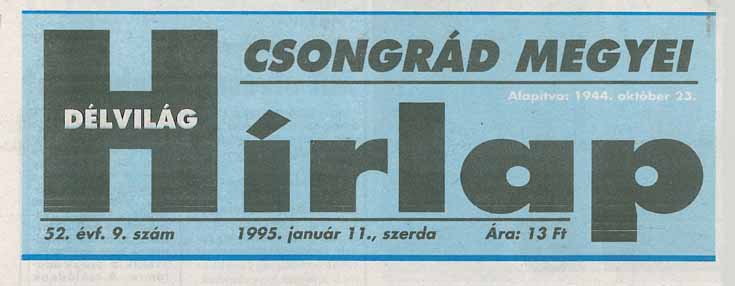 CSONGRÁD MEGYEI
Alapítva: 1944. október 23.
DÉLVILÁG
Hírlap
52. évf. 9. szám 1995. január 11., szerda Ára: 13 Ft